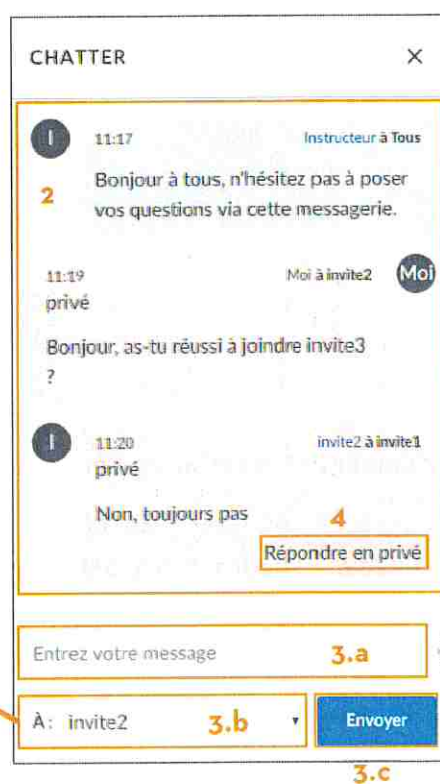 CHATTER ×
I 11:17 Instructeur à Tous
2
Bonjour à tous, n'hésitez pas à poser
vos questions via cette messagerie.
11:19 Moi à invite2 Moi
privé
Bonjour, as-tu réussi à joindre invite3
?
I 11:20 invite2 à invite1
privé
Non, toujours pas
4
Répondre en privé
Entrez votre message 3.a
À : invite2 3.b Envoyer
3.c